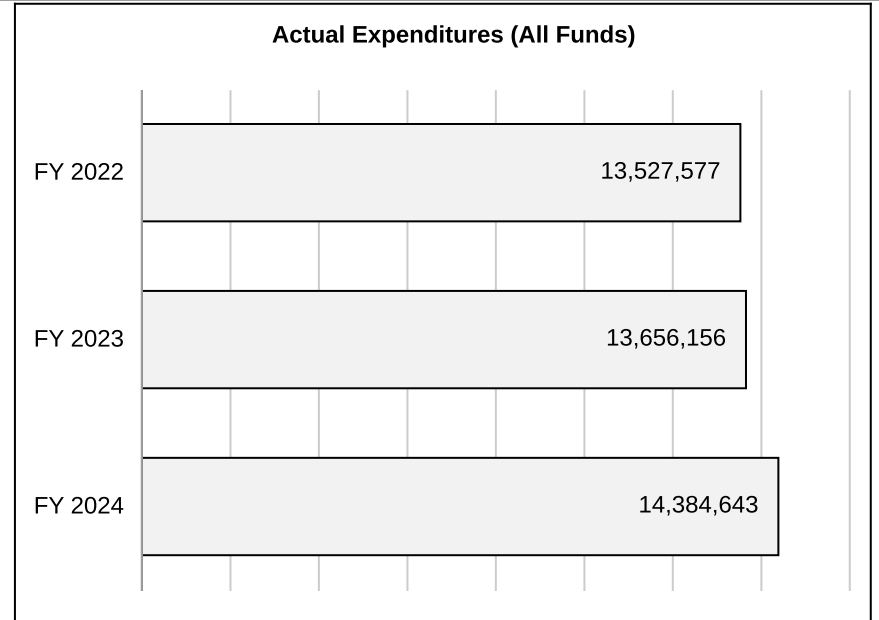 Actual Expenditures (All Funds)
FY 2022 13,527,577
FY 2023 13,656,156
FY 2024 14,384,643